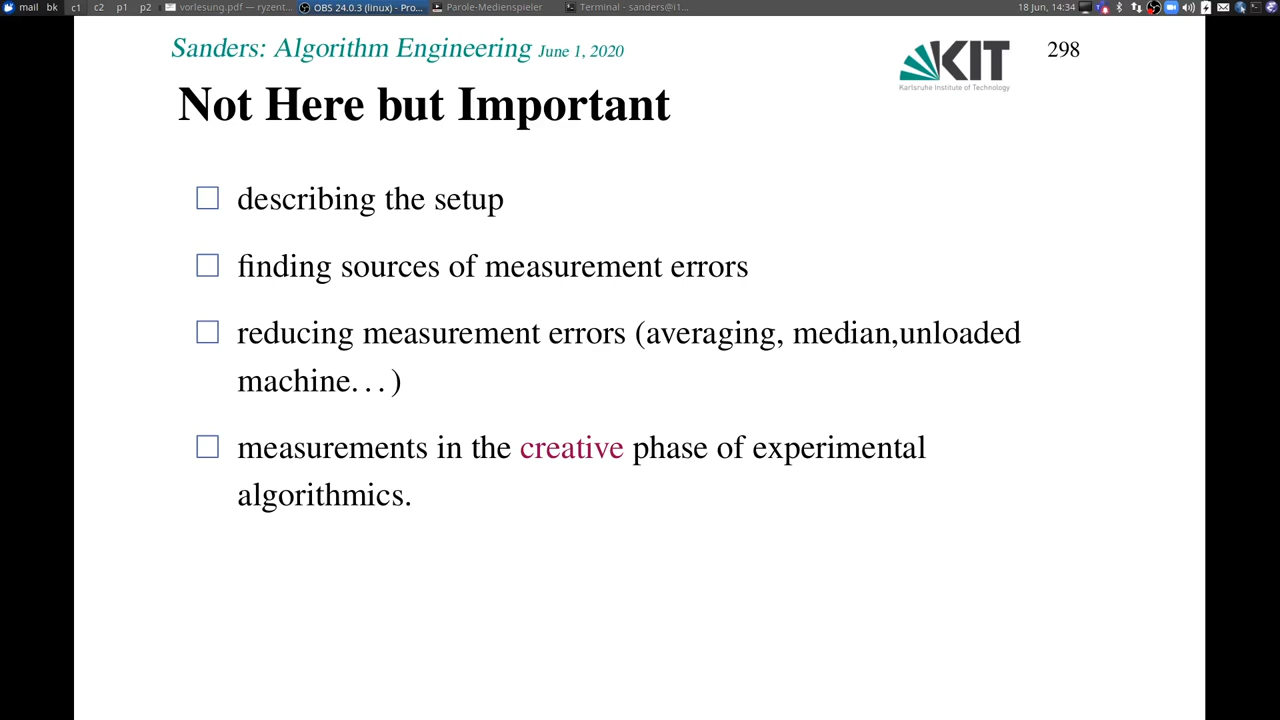 mail bk c1 c2 p1 p2 vorlesung.pdf — ryzent... OBS 24.0.3 (linux) - Pro... Parole-Medienspieler Terminal - sanders@i1... 18 Jun, 14:34
Sanders: Algorithm Engineering June 1, 2020
KIT
Karlsruhe Institute of Technology
298
Not Here but Important
describing the setup
finding sources of measurement errors
reducing measurement errors (averaging, median,unloaded
machine. . . )
measurements in the creative phase of experimental
algorithmics.